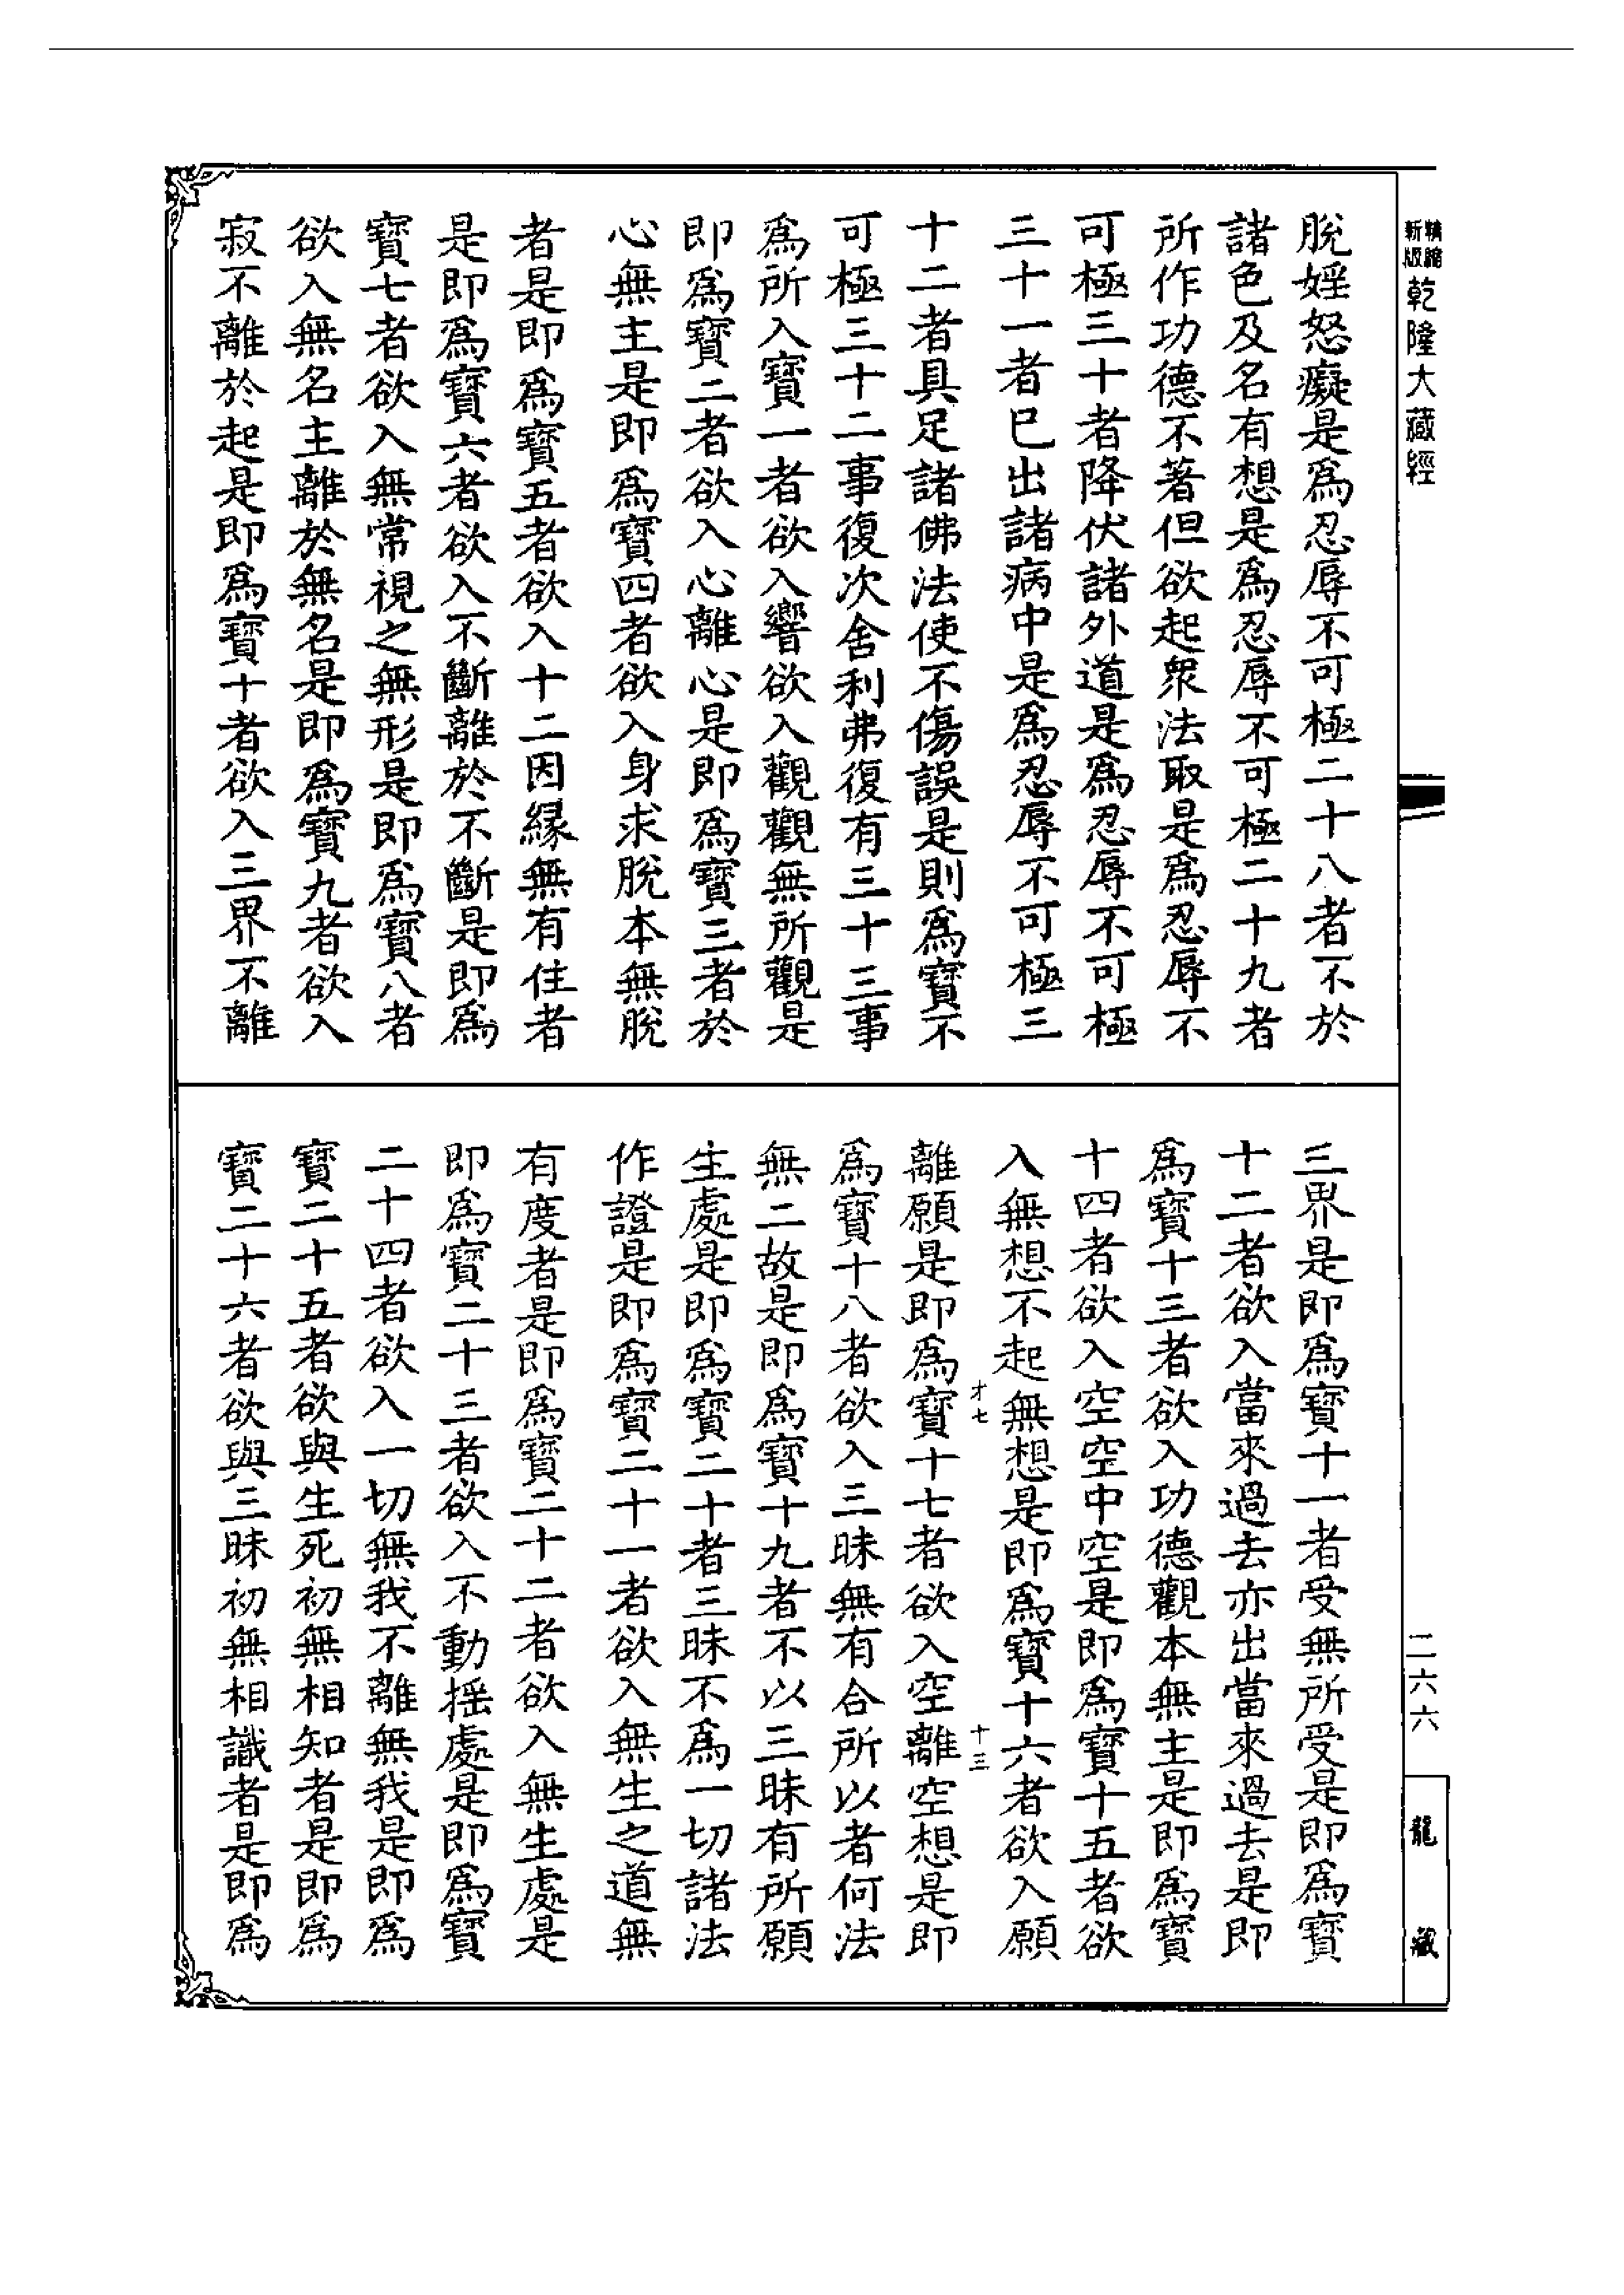 精縮新版乾隆大藏經
脫婬怒癡是爲忍辱不可極二十八者不於
諸色及名有想是爲忍辱不可極二十九者
所作功德不著但欲起衆法取是爲忍辱不
可極三十者降伏諸外道是爲忍辱不可極
三十一者已出諸病中是爲忍辱不可極三
十二者具足諸佛法使不傷誤是則爲寶不
可極三十二事復次舍利弗復有三十三事
爲所入寶一者欲入響欲入觀觀無所觀是
即爲寶二者欲入心離心是即爲寶三者於
心無主是即爲寶四者欲入身求脫本無脫
者是即爲寶五者欲入十二因緣無有住者
是即爲寶六者欲入不斷離於不斷是即爲
寶七者欲入無常視之無形是即爲寶八者
欲入無名主離於無名是即爲寶九者欲入
寂不離於起是即爲寶十者欲入三界不離
三界是即爲寶十一者受無所受是即爲寶
十二者欲入當來過去亦出當來過去是即
爲寶十三者欲入功德觀本無主是即爲寶
十四者欲入空空中空是即爲寶十五者欲
入無想不起無想是即爲寶十六者欲入願
離願是即爲寶十七者欲入空離空想是即
爲寶十八者欲入三昧無有合所以者何法
無二故是即爲寶十九者不以三昧有所願
生處是即爲寶二十者三昧不爲一切諸法
作證是即爲寶二十一者欲入無生之道無
有度者是即爲寶二十二者欲入無生處是
即爲寶二十三者欲入不動搖處是即爲寶
二十四者欲入一切無我不離無我是即爲
寶二十五者欲與生死初無相知者是即爲
寶二十六者欲與三昧初無相識者是即爲
才七
十三
二六六
龍藏